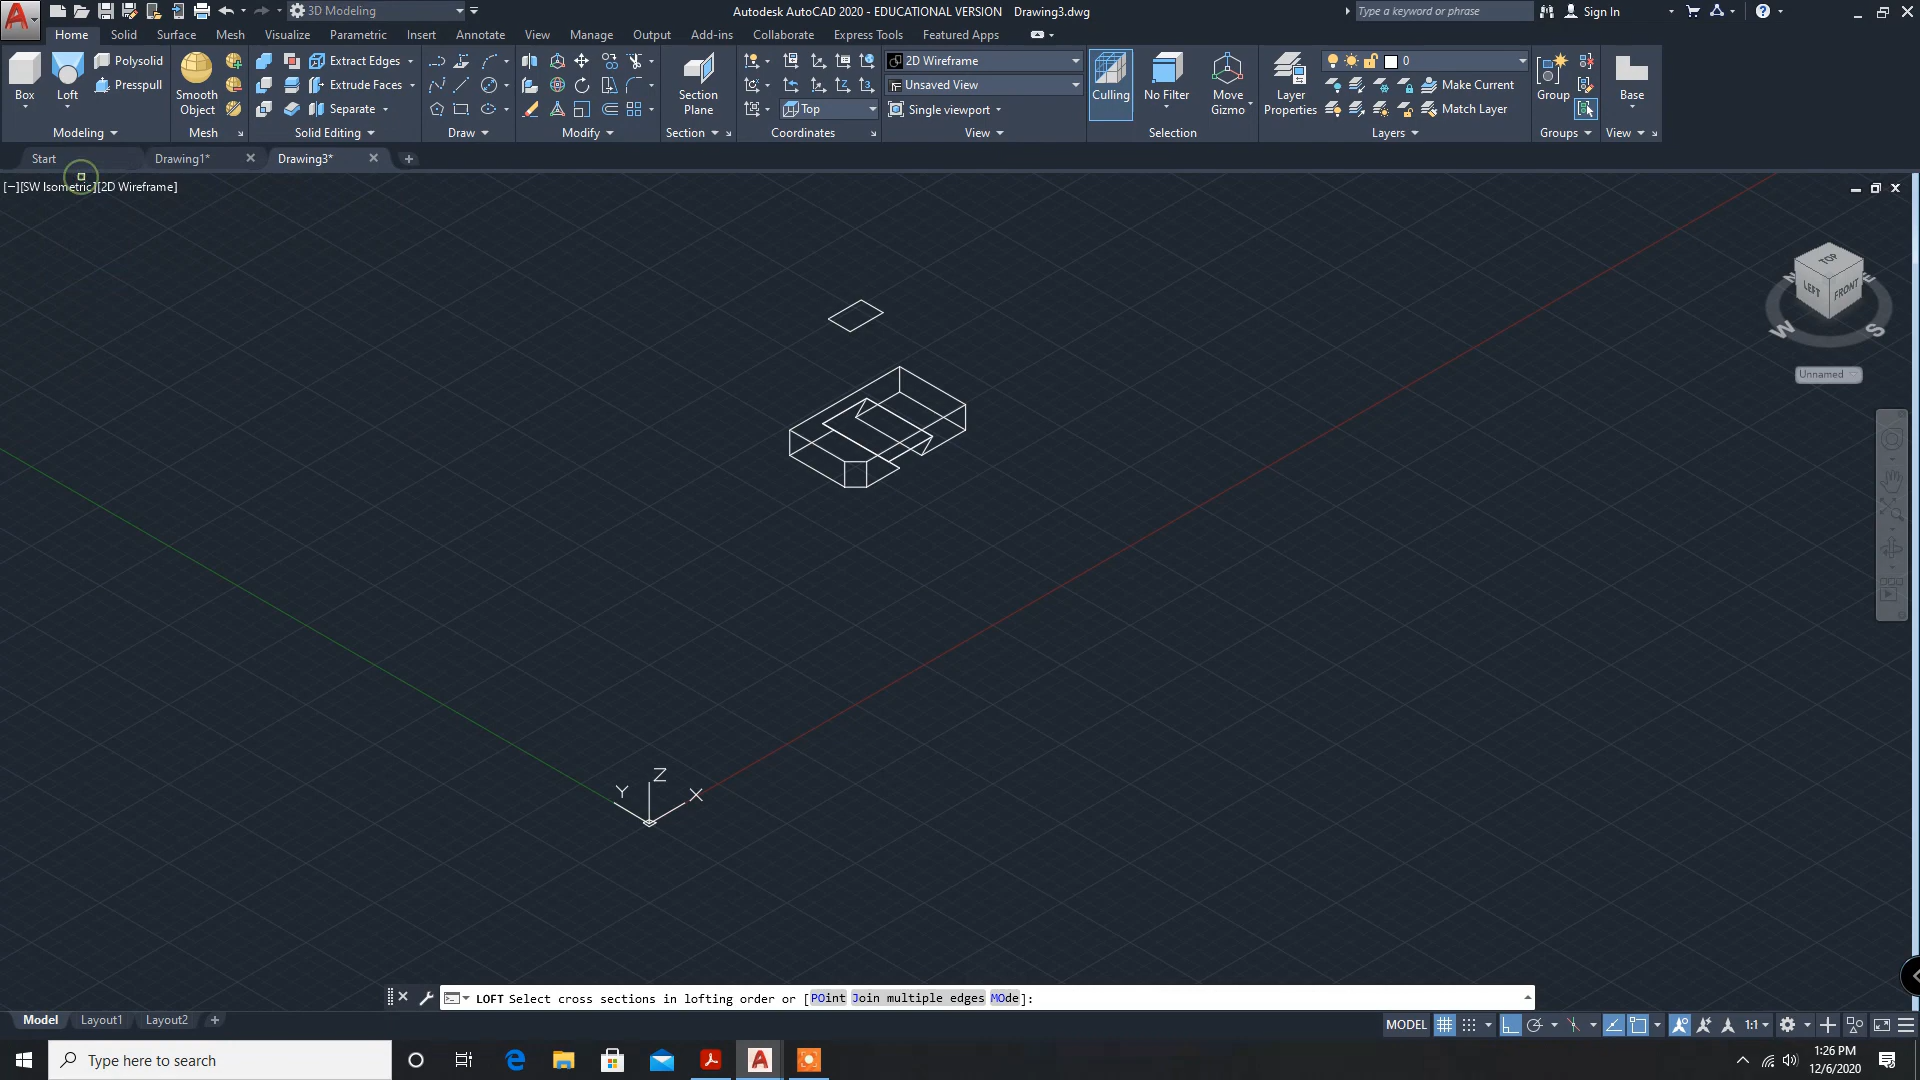 3D Modeling
Autodesk AutoCAD 2020 - EDUCATIONAL VERSION Drawing3.dwg
Type a keyword or phrase
Sign In
Home Solid Surface Mesh Visualize Parametric Insert Annotate View Manage Output Add-ins Collaborate Express Tools Featured Apps
Polysolid
Extract Edges
2D Wireframe
0
Presspull
Extrude Faces
Unsaved View
Make Current
Box
Loft
Smooth Object
Separate
Section Plane
Top
Single viewport
Culling
No Filter
Move Gizmo
Layer Properties
Match Layer
Group
Base
Modeling
Mesh
Solid Editing
Draw
Modify
Section
Coordinates
View
Selection
Layers
Groups
View
Start Drawing1* Drawing3*
[−][SW Isometric][2D Wireframe]
TOP
LEFT FRONT
N
E
W
S
Unnamed
Z
Y
X
LOFT Select cross sections in lofting order or [POint Join multiple edges MOde]:
Model Layout1 Layout2
MODEL
1:1
Type here to search
1:26 PM
12/6/2020